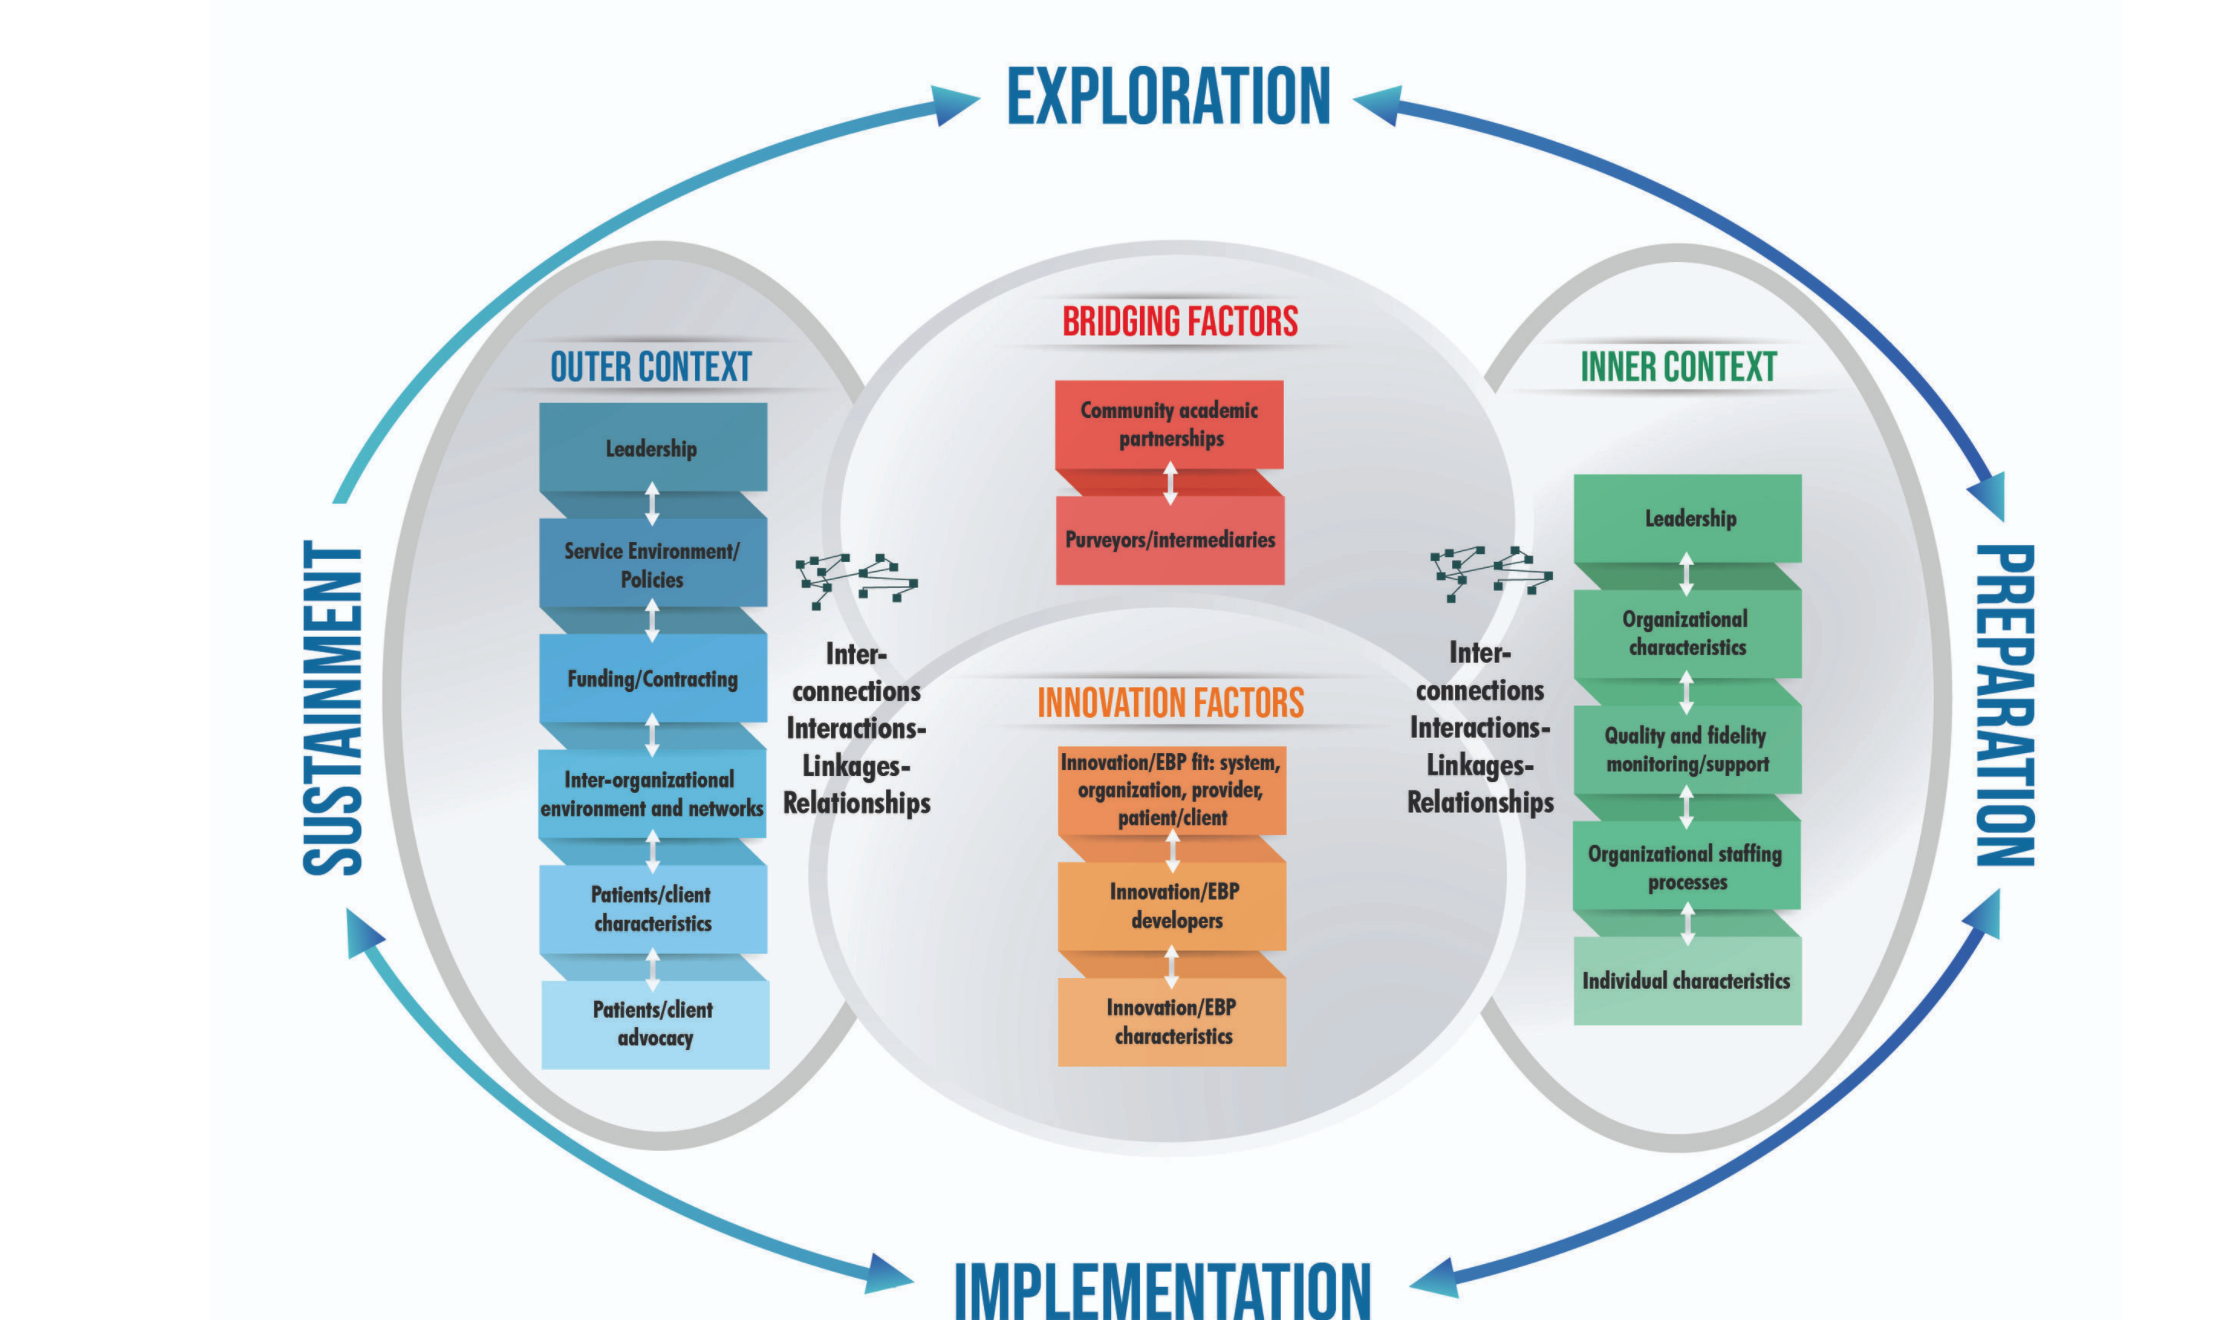 EXPLORATION
SUSTAINMENT
OUTER CONTEXT
Leadership
Service Environment/
Policies
Funding/Contracting
Inter-organizational
environment and networks
Patients/client
characteristics
Patients/client
advocacy
Inter-
connections
Interactions-
Linkages-
Relationships
BRIDGING FACTORS
Community academic
partnerships
Purveyors/intermediaries
INNOVATION FACTORS
Innovation/EBP fit: system,
organization, provider,
patient/client
Innovation/EBP
developers
Innovation/EBP
characteristics
Inter-
connections
Interactions-
Linkages-
Relationships
INNER CONTEXT
Leadership
Organizational
characteristics
Quality and fidelity
monitoring/support
Organizational staffing
processes
Individual characteristics
PREPARATION
IMPLEMENTATION